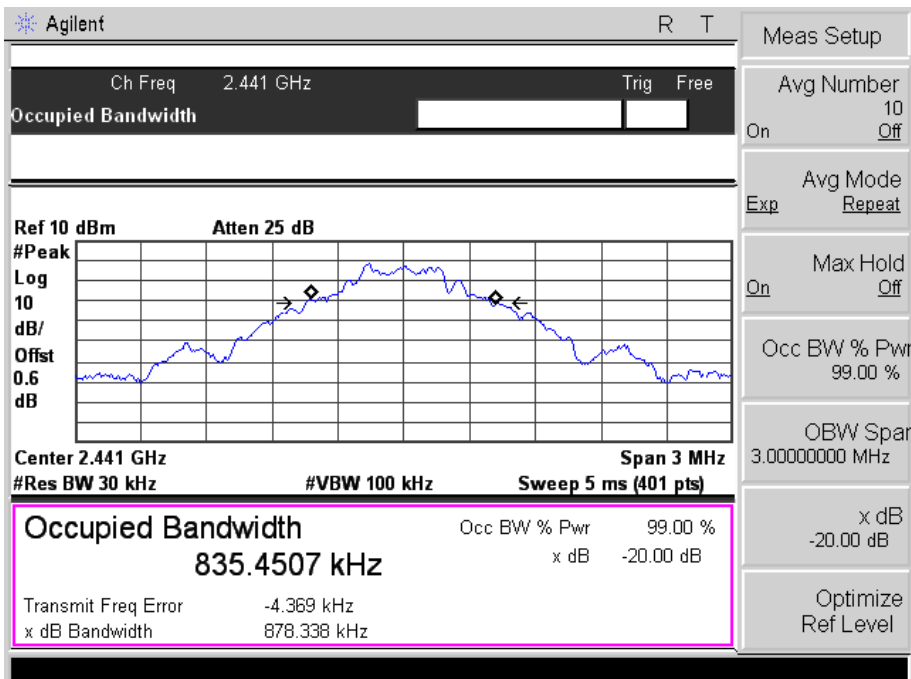 Agilent
R T
Meas Setup
Ch Freq 2.441 GHz Trig Free
Occupied Bandwidth
Avg Number
10
On Off
Avg Mode
Exp Repeat
Ref 10 dBm Atten 25 dB
#Peak
Log
10
dB/
Offst
0.6
dB
Max Hold
On Off
Occ BW % Pwr
99.00 %
OBW Spar
3.00000000 MHz
Center 2.441 GHz Span 3 MHz
#Res BW 30 kHz #VBW 100 kHz Sweep 5 ms (401 pts)
Occupied Bandwidth
835.4507 kHz
Occ BW % Pwr 99.00 %
x dB -20.00 dB
Transmit Freq Error -4.369 kHz
x dB Bandwidth 878.338 kHz
x dB
-20.00 dB
Optimize
Ref Level